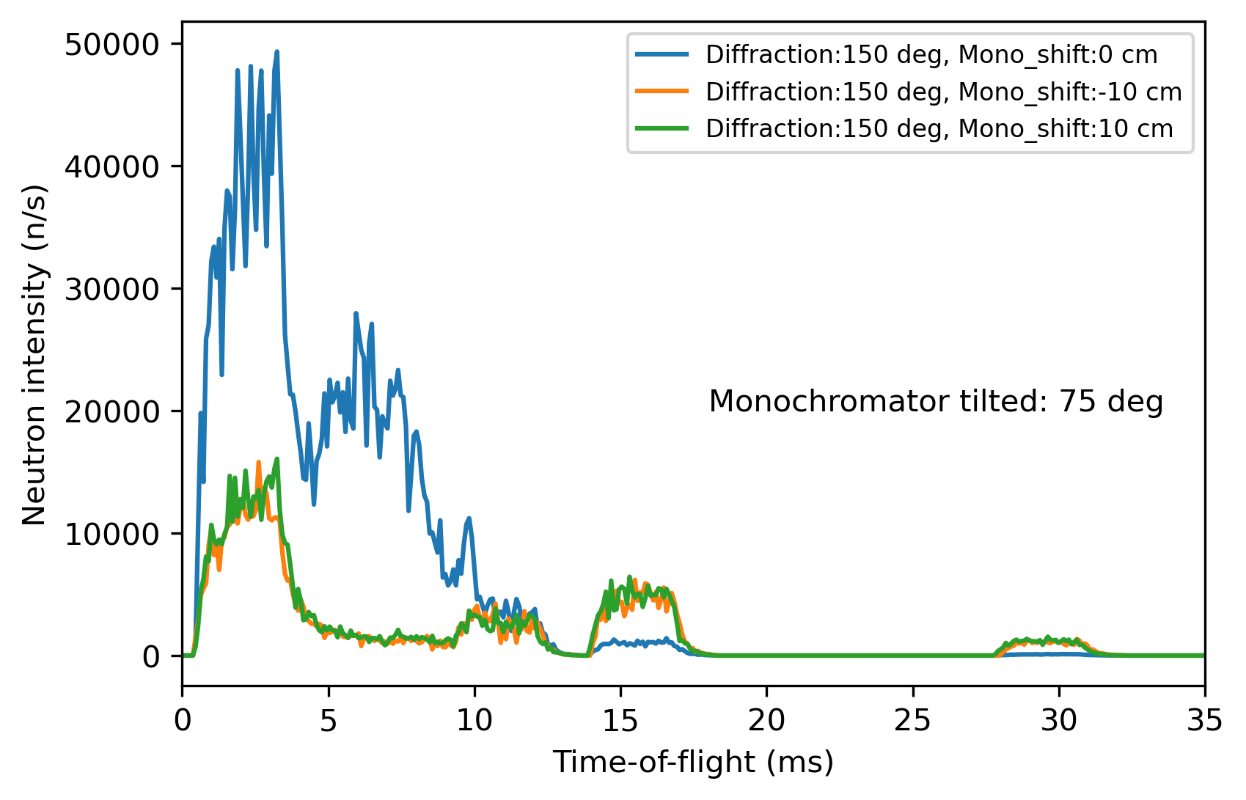 50000
40000
30000
20000
10000
0
Neutron intensity (n/s)
Diffraction:150 deg, Mono_shift:0 cm
Diffraction:150 deg, Mono_shift:-10 cm
Diffraction:150 deg, Mono_shift:10 cm
Monochromator tilted: 75 deg
0 5 10 15 20 25 30 35
Time-of-flight (ms)